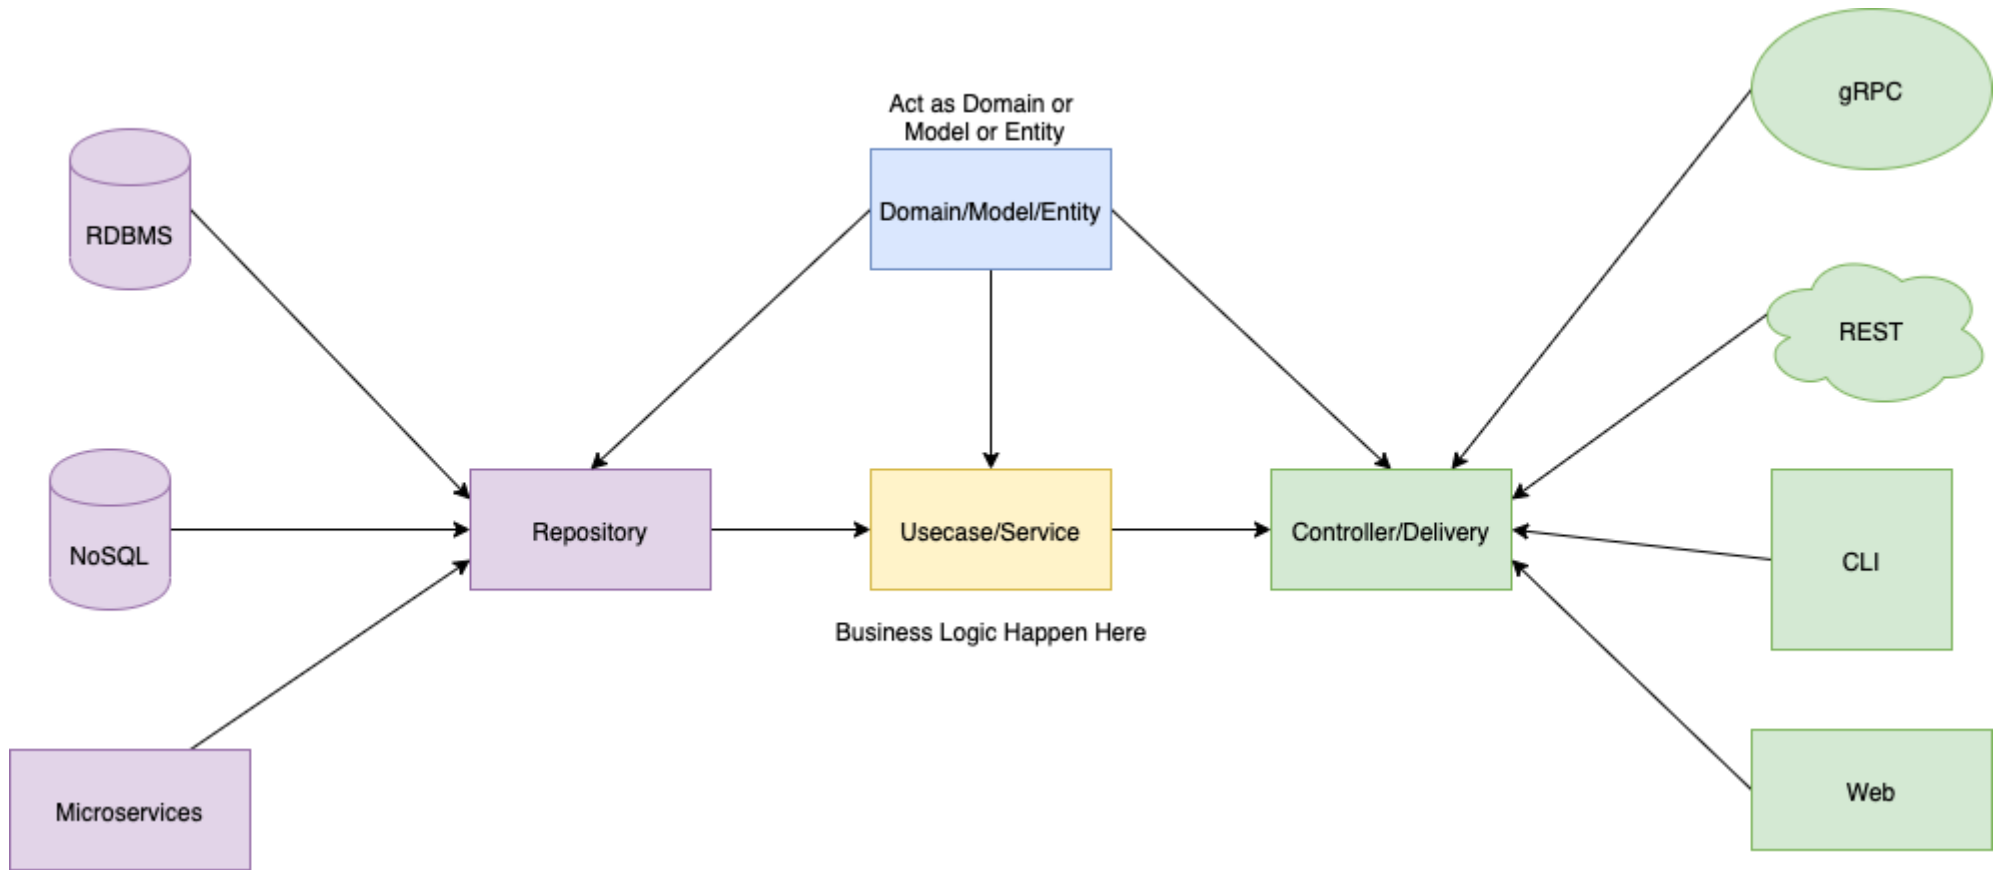 gRPC
Act as Domain or
Model or Entity
Domain/Model/Entity
RDBMS
REST
NoSQL
Repository
Usecase/Service
Controller/Delivery
CLI
Business Logic Happen Here
Microservices
Web